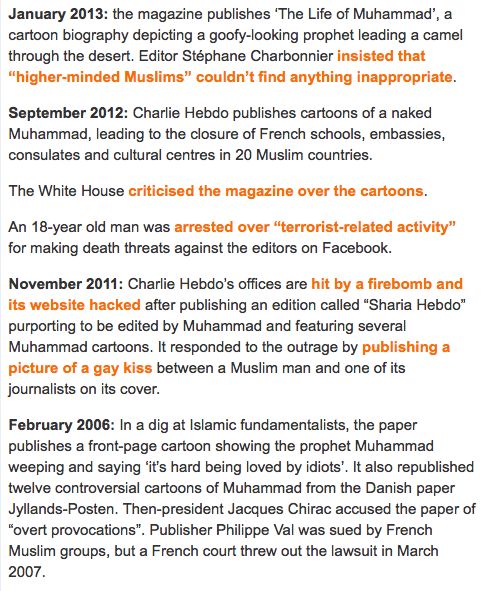 January 2013: the magazine publishes ‘The Life of Muhammad’, a
cartoon biography depicting a goofy-looking prophet leading a camel
through the desert. Editor Stéphane Charbonnier insisted that
“higher-minded Muslims” couldn’t find anything inappropriate.
September 2012: Charlie Hebdo publishes cartoons of a naked
Muhammad, leading to the closure of French schools, embassies,
consulates and cultural centres in 20 Muslim countries.
The White House criticised the magazine over the cartoons.
An 18-year old man was arrested over “terrorist-related activity”
for making death threats against the editors on Facebook.
November 2011: Charlie Hebdo’s offices are hit by a firebomb and
its website hacked after publishing an edition called “Sharia Hebdo”
purporting to be edited by Muhammad and featuring several
Muhammad cartoons. It responded to the outrage by publishing a
picture of a gay kiss between a Muslim man and one of its
journalists on its cover.
February 2006: In a dig at Islamic fundamentalists, the paper
publishes a front-page cartoon showing the prophet Muhammad
weeping and saying ‘it’s hard being loved by idiots’. It also republished
twelve controversial cartoons of Muhammad from the Danish paper
Jyllands-Posten. Then-president Jacques Chirac accused the paper of
“overt provocations”. Publisher Philippe Val was sued by French
Muslim groups, but a French court threw out the lawsuit in March
2007.